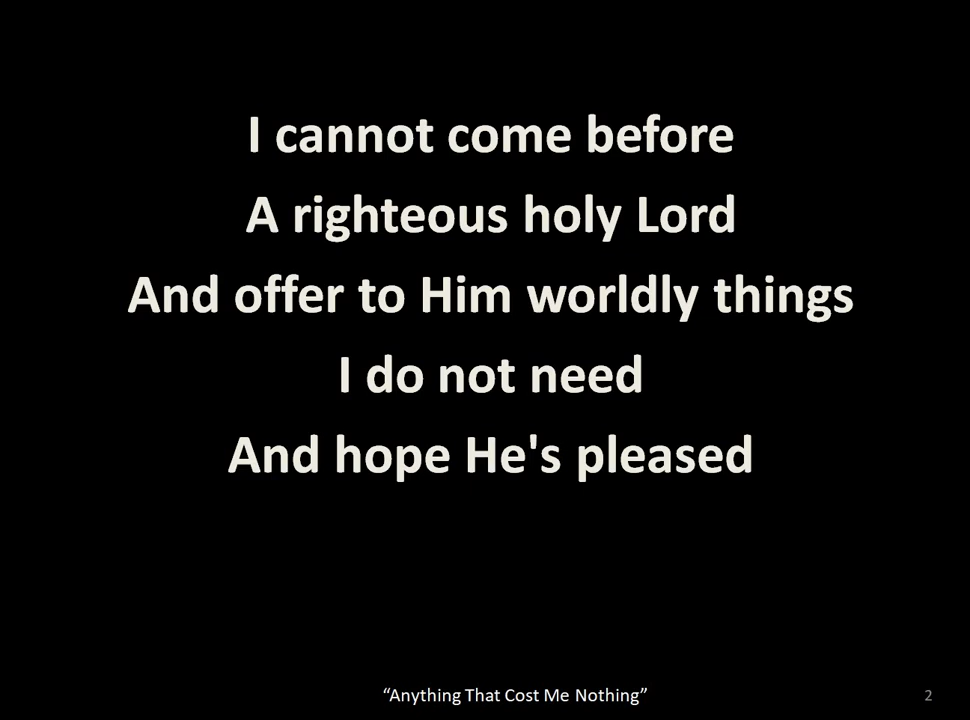 I cannot come before
A righteous holy Lord
And offer to Him worldly things
I do not need
And hope He's pleased
“Anything That Cost Me Nothing”
2